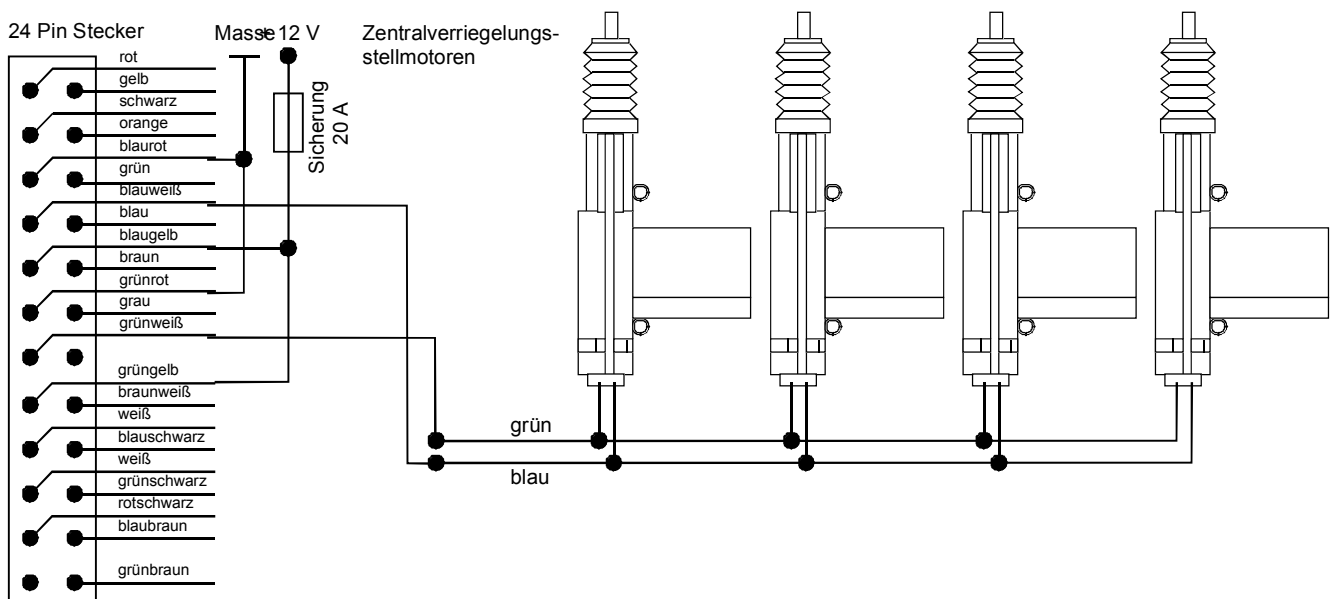 24 Pin Stecker
Masse
+ 12 V
Zentralverriegelungs-
stellmotoren
rot
gelb
schwarz
orange
blaurot
grün
blauweiß
blau
blaugelb
braun
grünrot
grau
grünweiß
grüngelb
braunweiß
weiß
blauschwarz
weiß
grünschwarz
rotschwarz
blaubraun
grünbraun
Sicherung
20 A
grün
blau